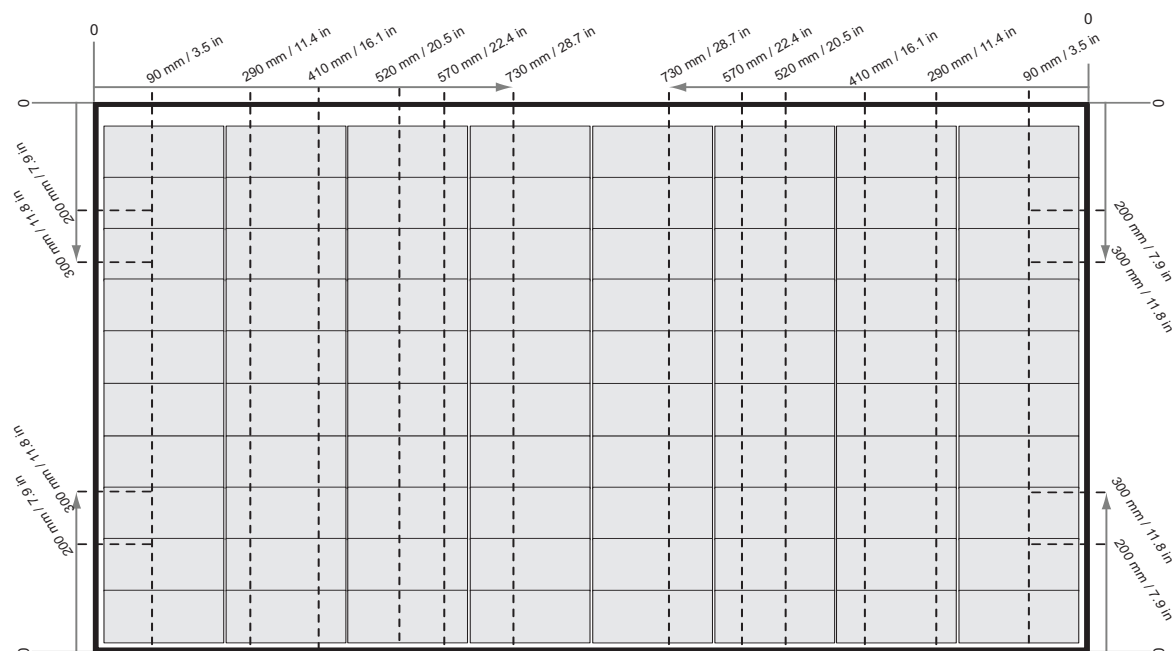 0
0
90 mm / 3.5 in
290 mm / 11.4 in
410 mm / 16.1 in
520 mm / 20.5 in
570 mm / 22.4 in
730 mm / 28.7 in
730 mm / 28.7 in
570 mm / 22.4 in
520 mm / 20.5 in
410 mm / 16.1 in
290 mm / 11.4 in
90 mm / 3.5 in
0
0
200 mm / 7.9 in
300 mm / 11.8 in
200 mm / 7.9 in
300 mm / 11.8 in
300 mm / 11.8 in
200 mm / 7.9 in
300 mm / 11.8 in
200 mm / 7.9 in
0
0